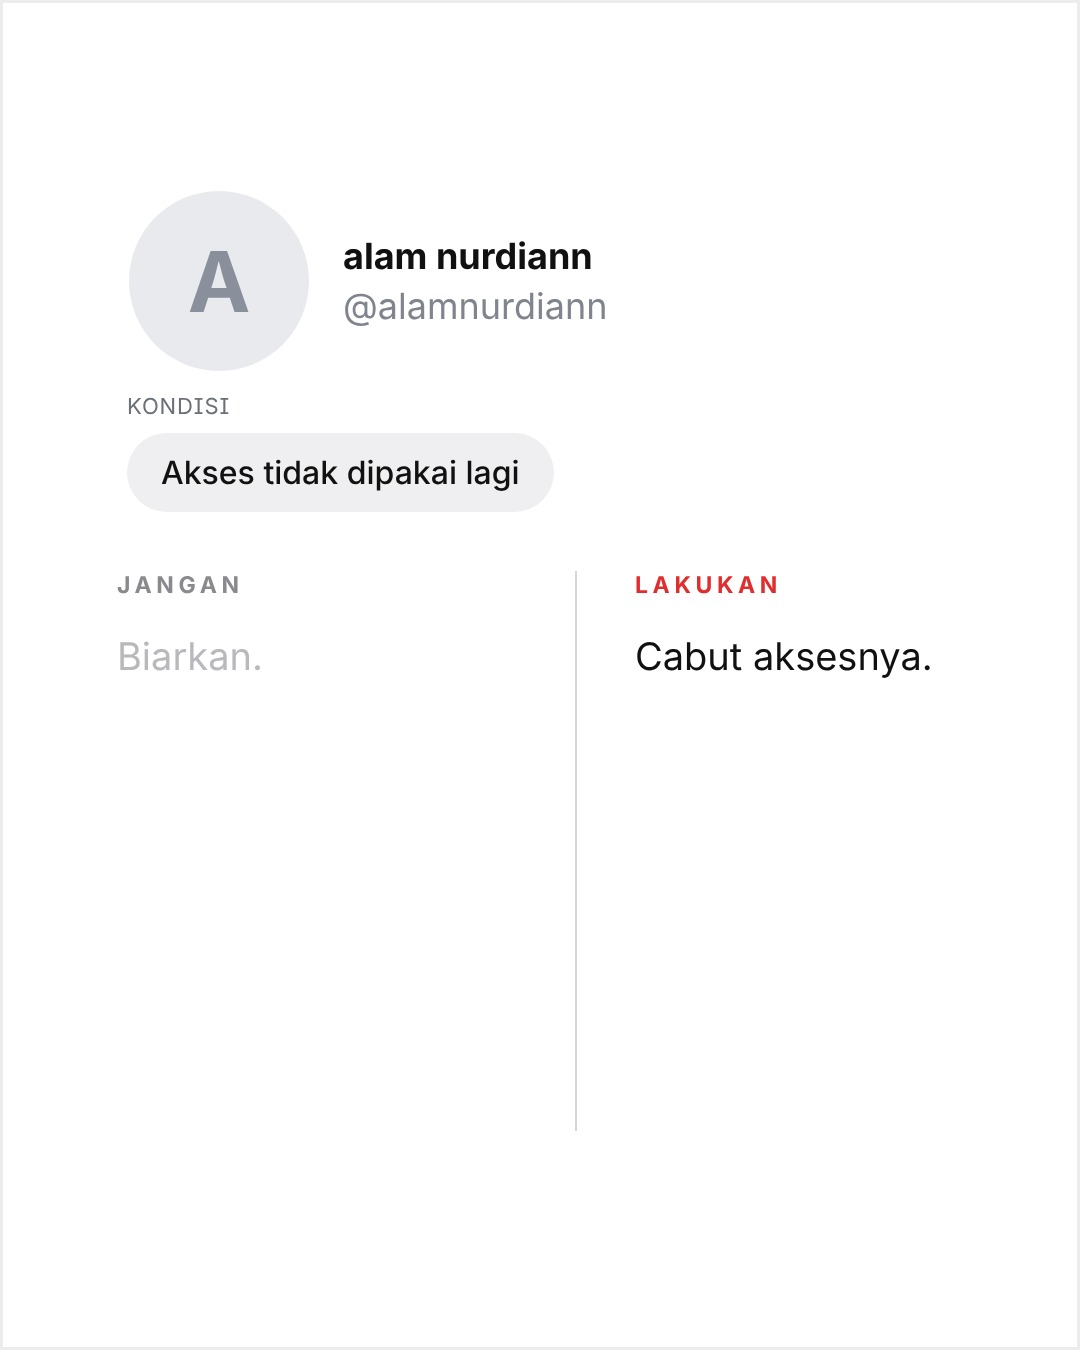 A
alam nurdiann
@alamnurdiann
KONDISI
Akses tidak dipakai lagi
JANGAN
Biarkan.
LAKUKAN
Cabut aksesnya.